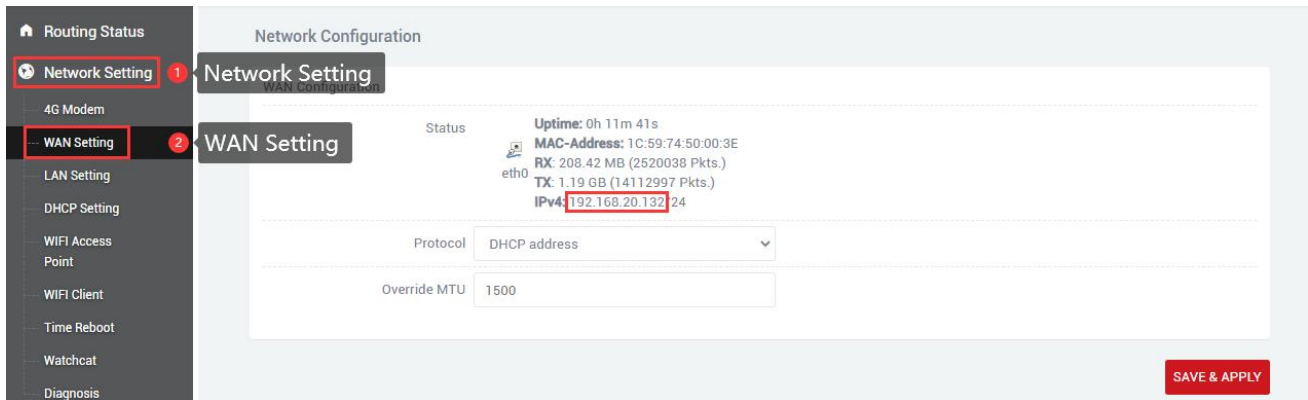 Routing Status
Network Setting
1
Network Setting
4G Modem
WAN Setting
2
WAN Setting
LAN Setting
DHCP Setting
WIFI Access
Point
WIFI Client
Time Reboot
Watchcat
Diagnosis
Network Configuration
WAN Configuration
Status
eth0
Uptime: 0h 11m 41s
MAC-Address: 1C:59:74:50:00:3E
RX: 208.42 MB (2520038 Pkts.)
TX: 1.19 GB (14112997 Pkts.)
IPv4: 192.168.20.132/24
Protocol
DHCP address
Override MTU
1500
SAVE & APPLY